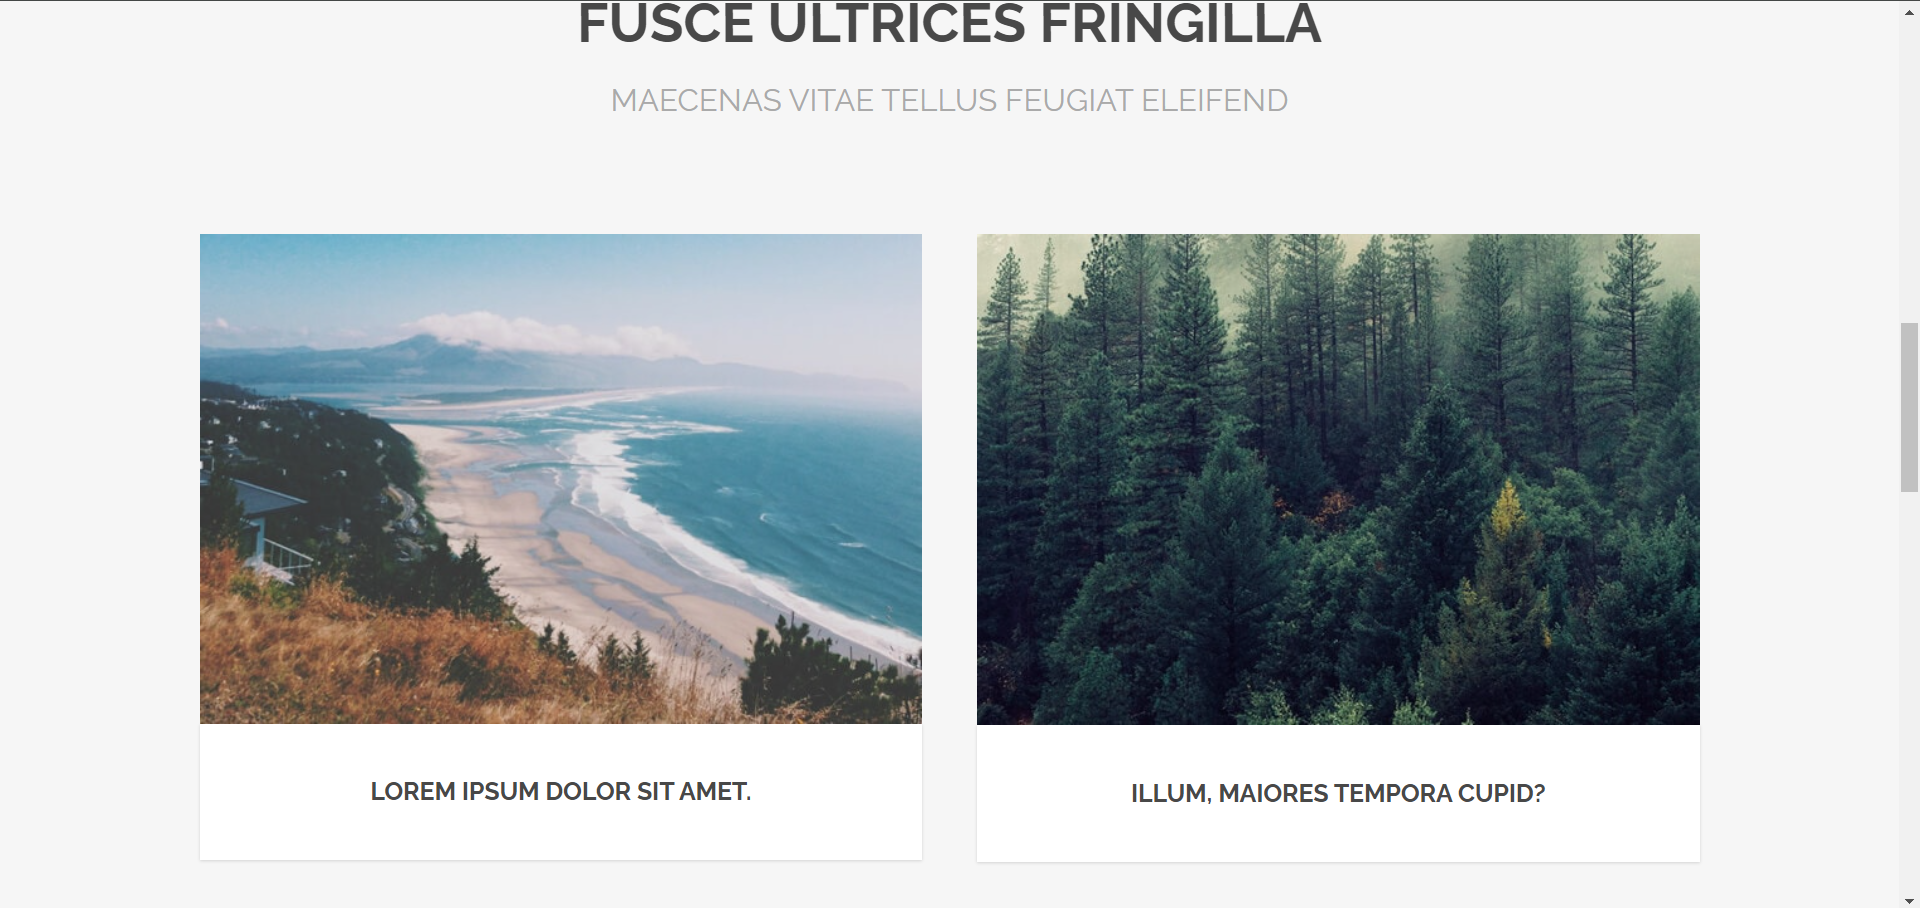 FUSCE ULTRICES FRINGILLA
MAECENAS VITAE TELLUS FEUGIAT ELEIFEND
LOREM IPSUM DOLOR SIT AMET.
ILLUM, MAIORES TEMPORA CUPID?